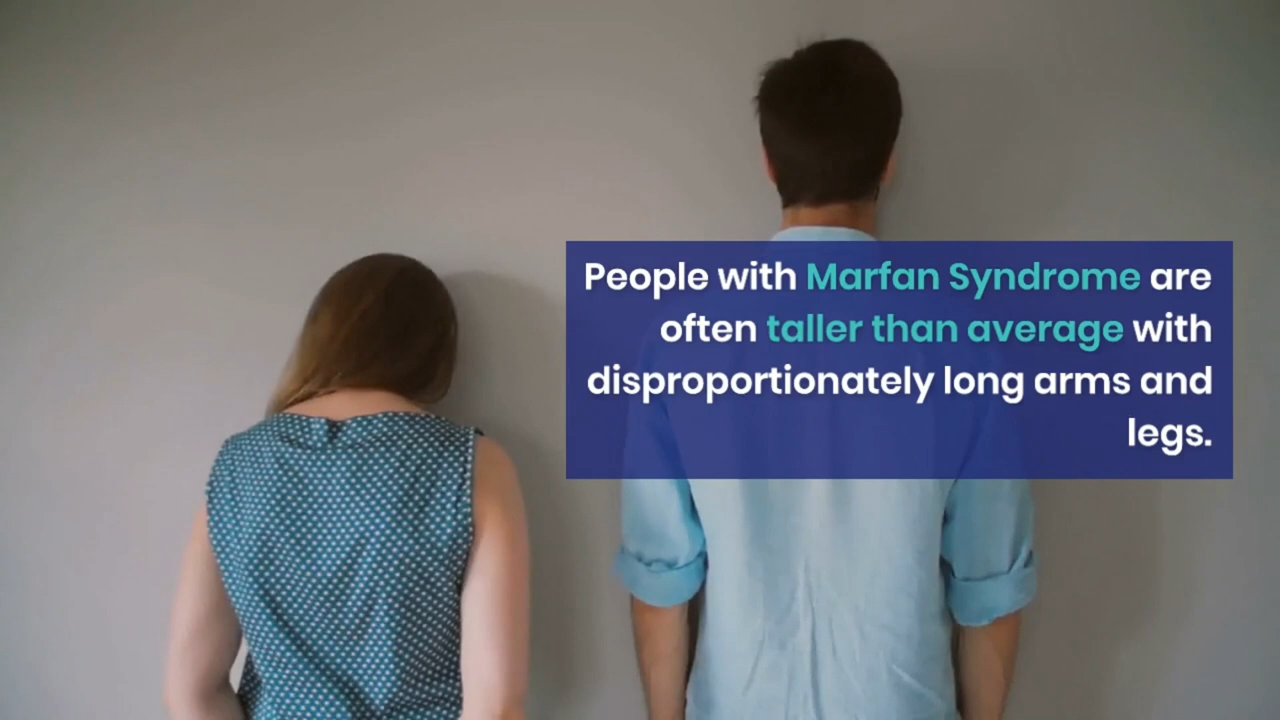 People with Marfan Syndrome are
often taller than average with
disproportionately long arms and
legs.